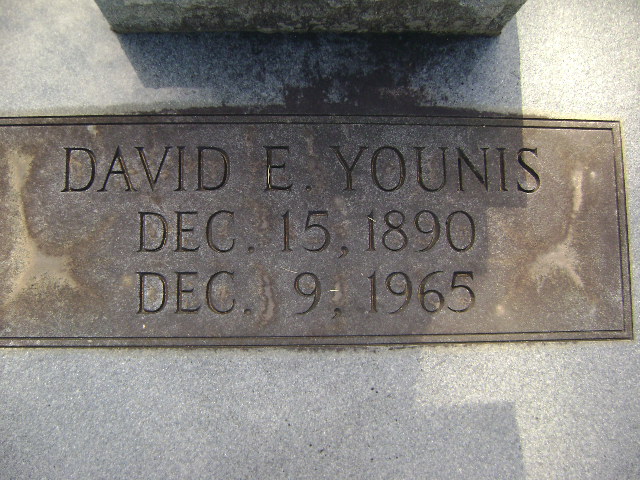 DAVID E. YOUNIS
DEC. 15, 1890
DEC. 9, 1965